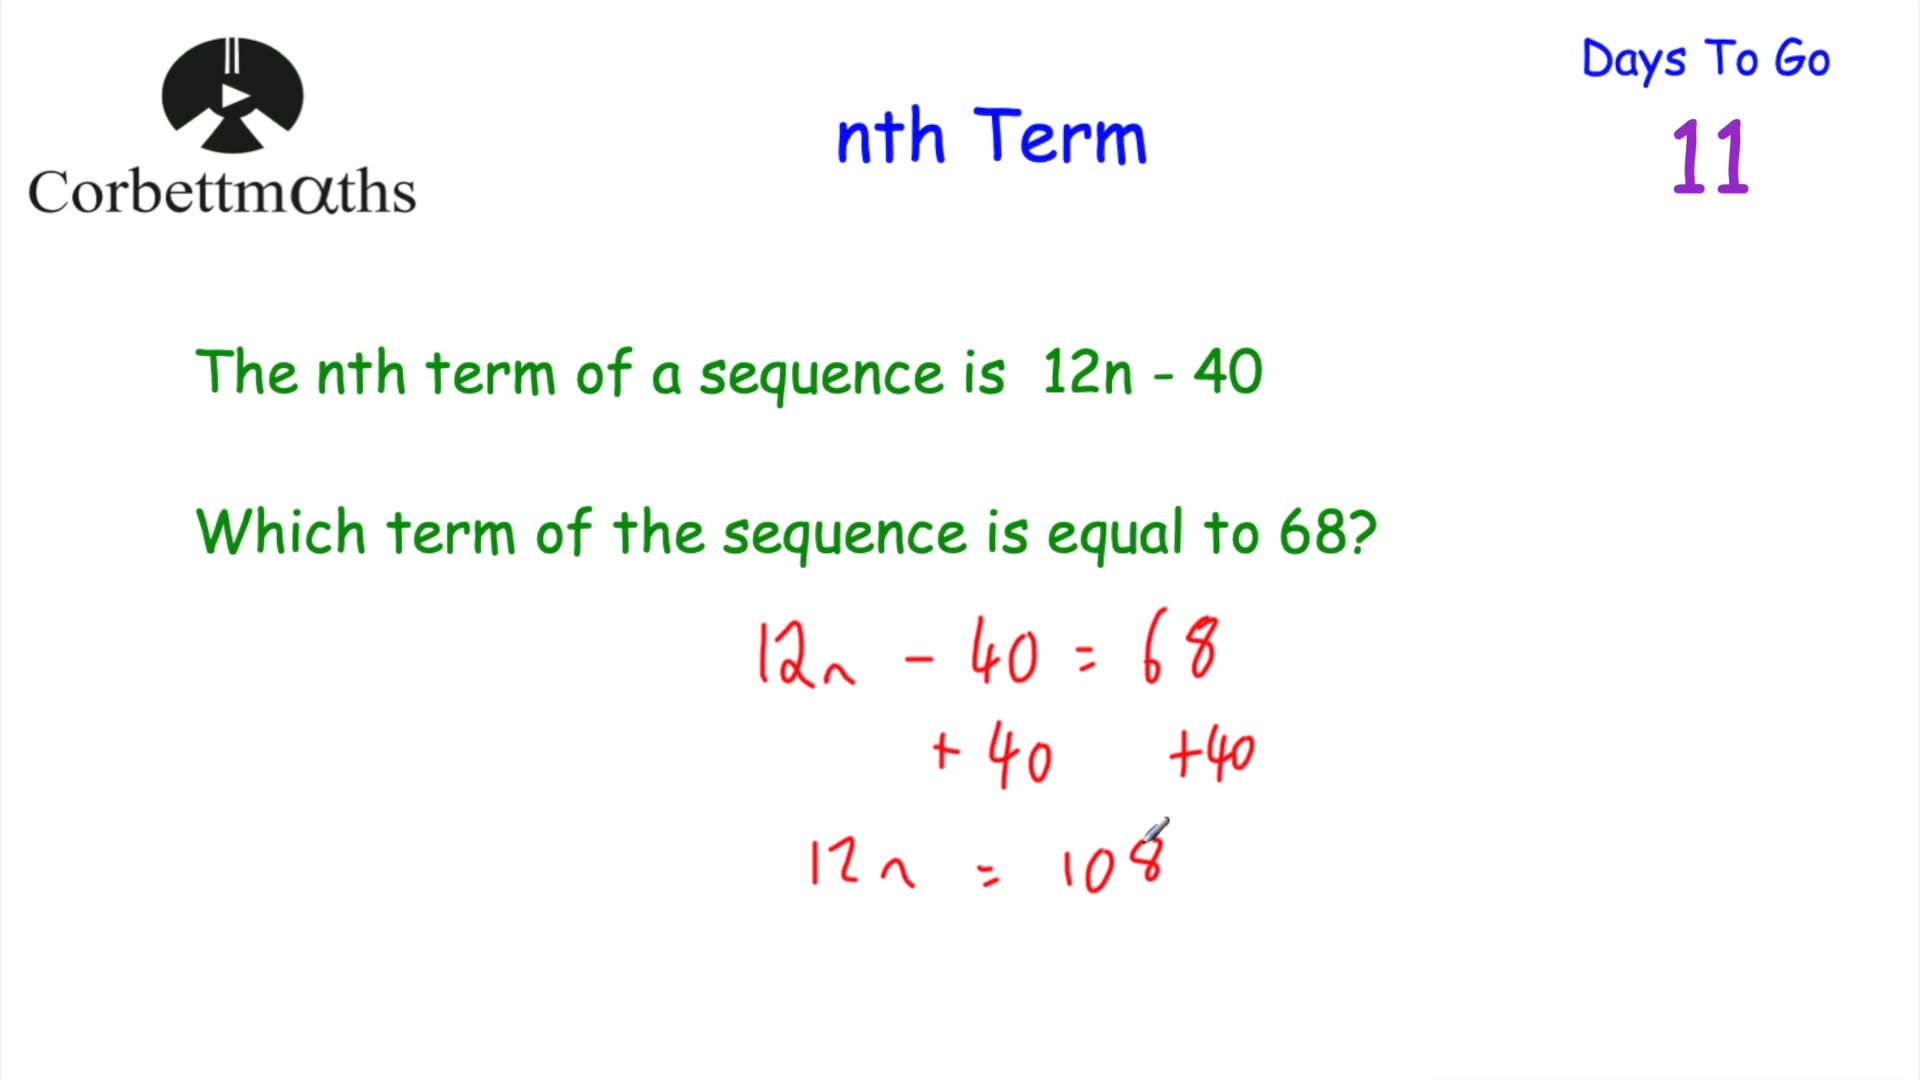 Days To Go
nth Term
11
Corbettmαths
The nth term of a sequence is 12n - 40
Which term of the sequence is equal to 68?
12n - 40 = 68
+ 40 +40
12n = 108